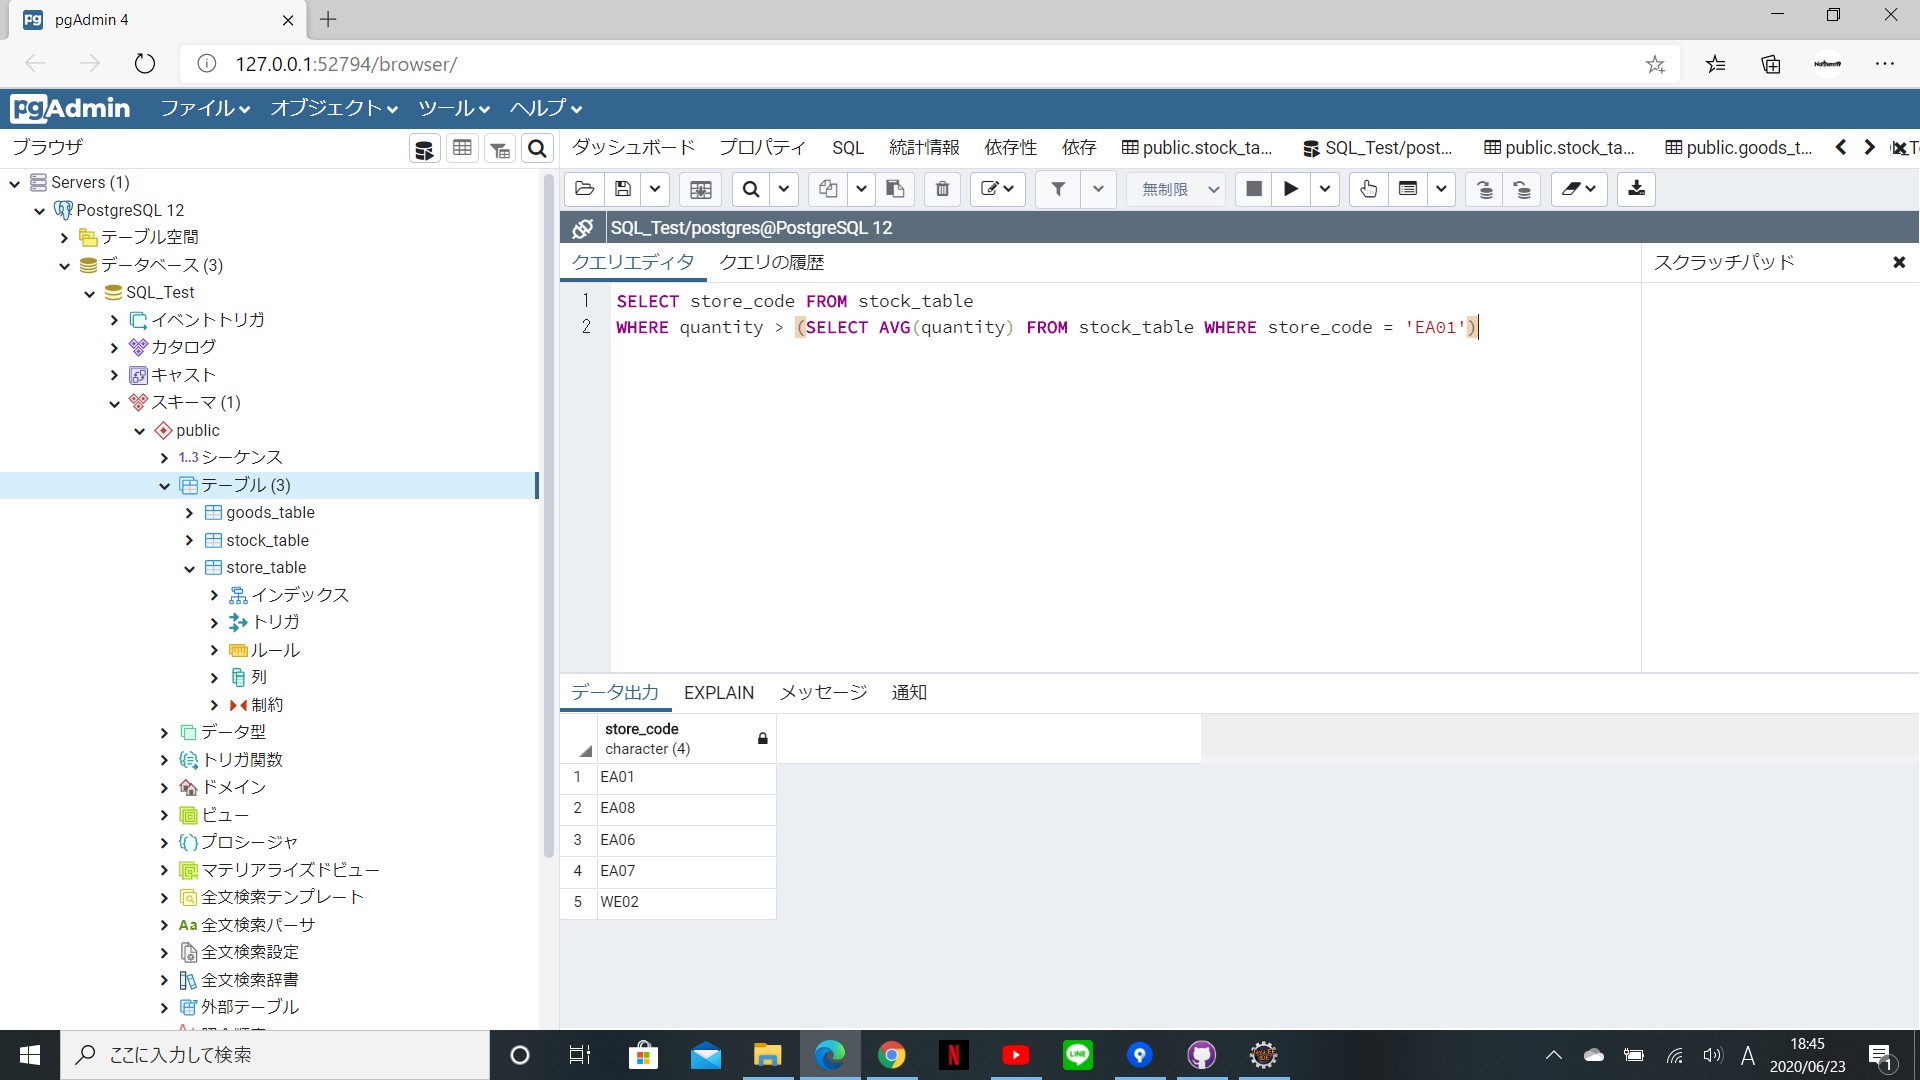 pgAdmin 4
127.0.0.1:52794/browser/
pgAdmin ファイル オブジェクト ツール ヘルプ
ブラウザ
ダッシュボード プロパティ SQL 統計情報 依存性 依存 public.stock_ta... SQL_Test/post... public.stock_ta... public.goods_t...
Servers (1)
PostgreSQL 12
テーブル空間
データベース (3)
SQL_Test
イベントトリガ
カタログ
キャスト
スキーマ (1)
public
1..3 シーケンス
テーブル (3)
goods_table
stock_table
store_table
インデックス
トリガ
ルール
列
制約
データ型
トリガ関数
ドメイン
ビュー
プロシージャ
マテリアライズドビュー
全文検索テンプレート
Aa 全文検索パーサ
全文検索設定
全文検索辞書
外部テーブル
無制限
SQL_Test/postgres@PostgreSQL 12
クエリエディタ クエリの履歴
スクラッチパッド
1 SELECT store_code FROM stock_table
2 WHERE quantity > (SELECT AVG(quantity) FROM stock_table WHERE store_code = 'EA01')
データ出力 EXPLAIN メッセージ 通知
store_code
character (4)
1 EA01
2 EA08
3 EA06
4 EA07
5 WE02
ここに入力して検索
N
LINE
A
18:45
2020/06/23
1